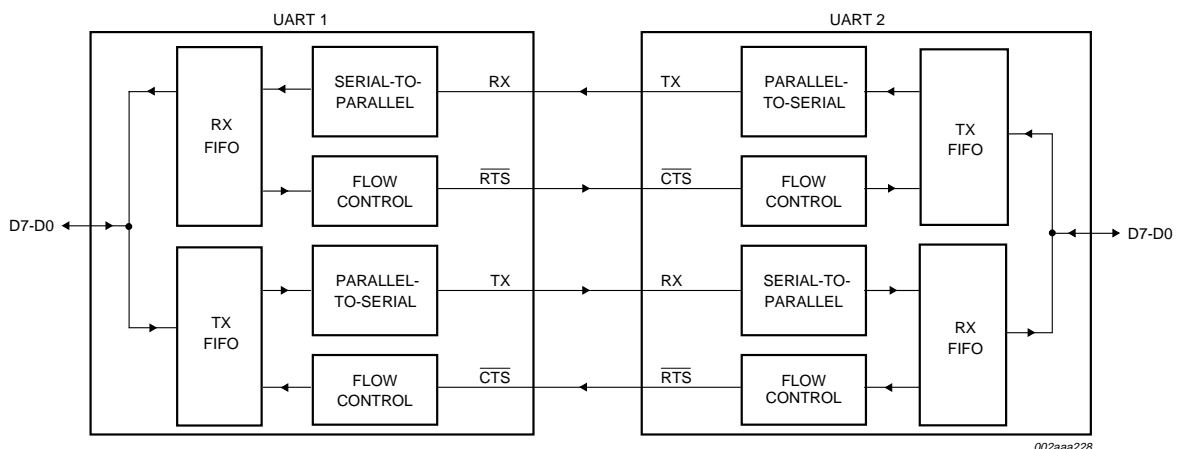 UART 1
UART 2
SERIAL-TO-
PARALLEL
RX
TX
PARALLEL-
TO-SERIAL
RX
FIFO
TX
FIFO
FLOW
CONTROL
RTS
CTS
FLOW
CONTROL
D7-D0
D7-D0
PARALLEL-
TO-SERIAL
TX
RX
SERIAL-TO-
PARALLEL
TX
FIFO
RX
FIFO
FLOW
CONTROL
CTS
RTS
FLOW
CONTROL
002aaa228